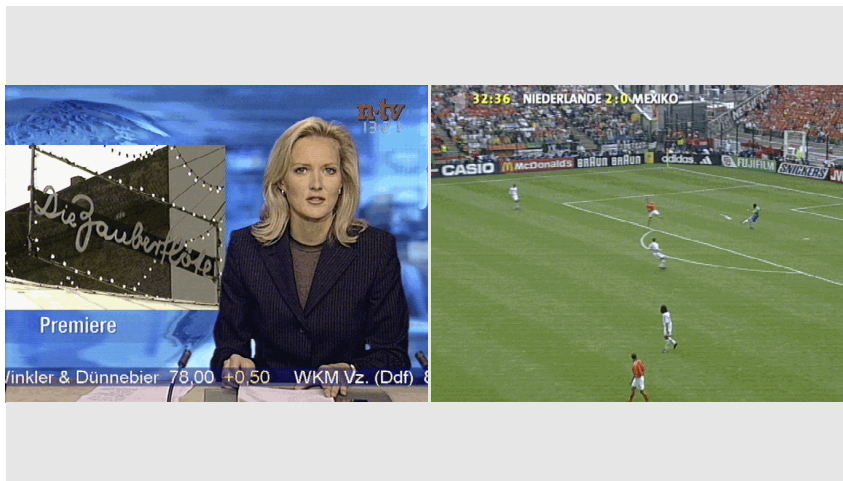 n-tv
Die Zauberflöte
Premiere
Winkler & Dünnebier 78,00 +0,50 WKM Vz. (Ddf)
32:36 NIEDERLANDE 2:0 MEXIKO
CASIO McDonald's BRAUN BRAUN adidas FUJIFILM SNICKERS